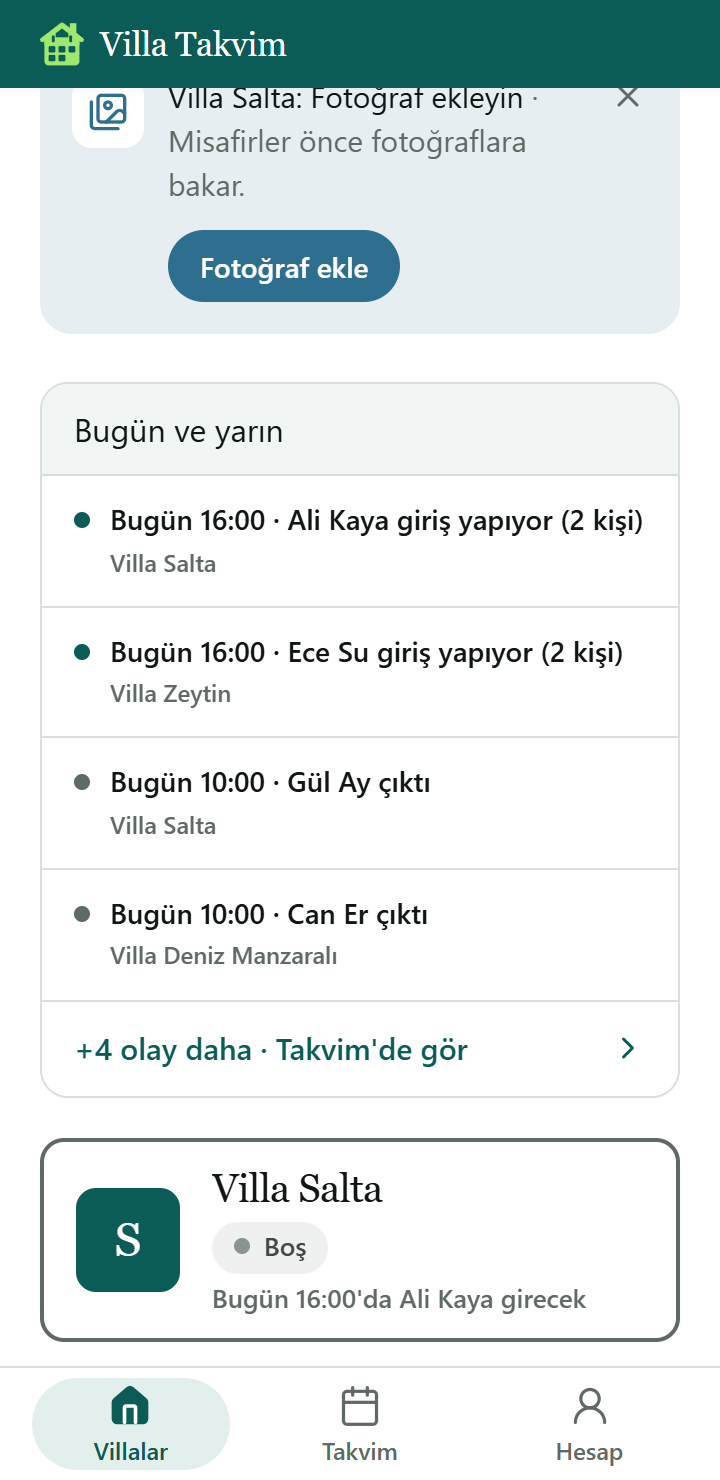 Villa Takvim
Villa Salta: Fotoğraf ekleyin ·
Misafirler önce fotoğraflara
bakar.
Fotoğraf ekle
Bugün ve yarın
Bugün 16:00 · Ali Kaya giriş yapıyor (2 kişi)
Villa Salta
Bugün 16:00 · Ece Su giriş yapıyor (2 kişi)
Villa Zeytin
Bugün 10:00 · Gül Ay çıktı
Villa Salta
Bugün 10:00 · Can Er çıktı
Villa Deniz Manzaralı
+4 olay daha · Takvim'de gör
S
Villa Salta
Boş
Bugün 16:00'da Ali Kaya girecek
Villalar
Takvim
Hesap